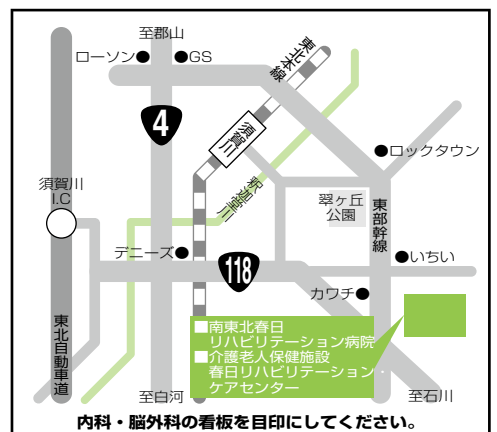 至郡山
ローソン●
●GS
東北本線
4
須賀川
●ロックタウン
須賀川
I.C
釈迦堂川
翠ヶ丘
公園
東部幹線
デニーズ●
118
●いちい
カワチ●
■南東北春日
リハビリテーション病院
■介護老人保健施設
春日リハビリテーション・
ケアセンター
東北自動車道
至白河
至石川
内科・脳外科の看板を目印にしてください。